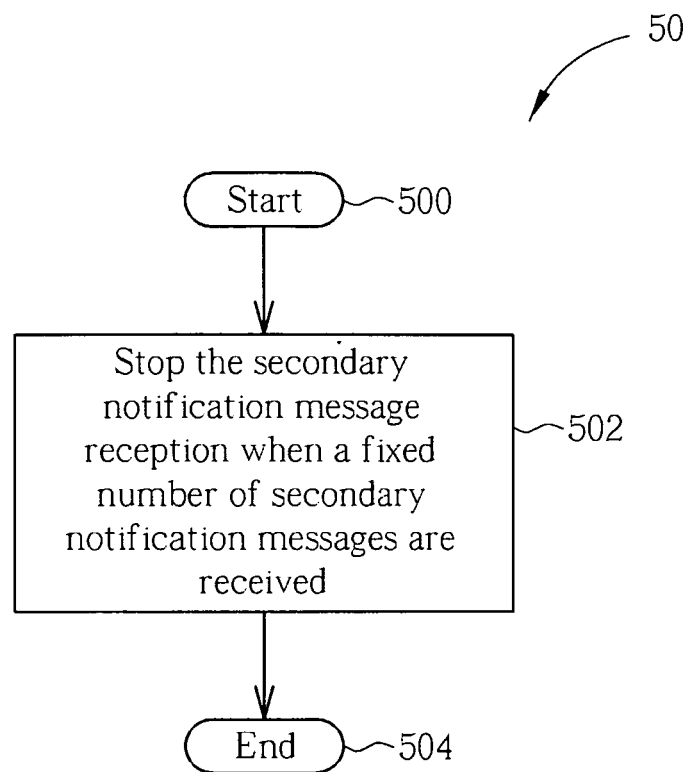 50
Start
500
Stop the secondary
notification message
reception when a fixed
number of secondary
notification messages are
received
502
End
504